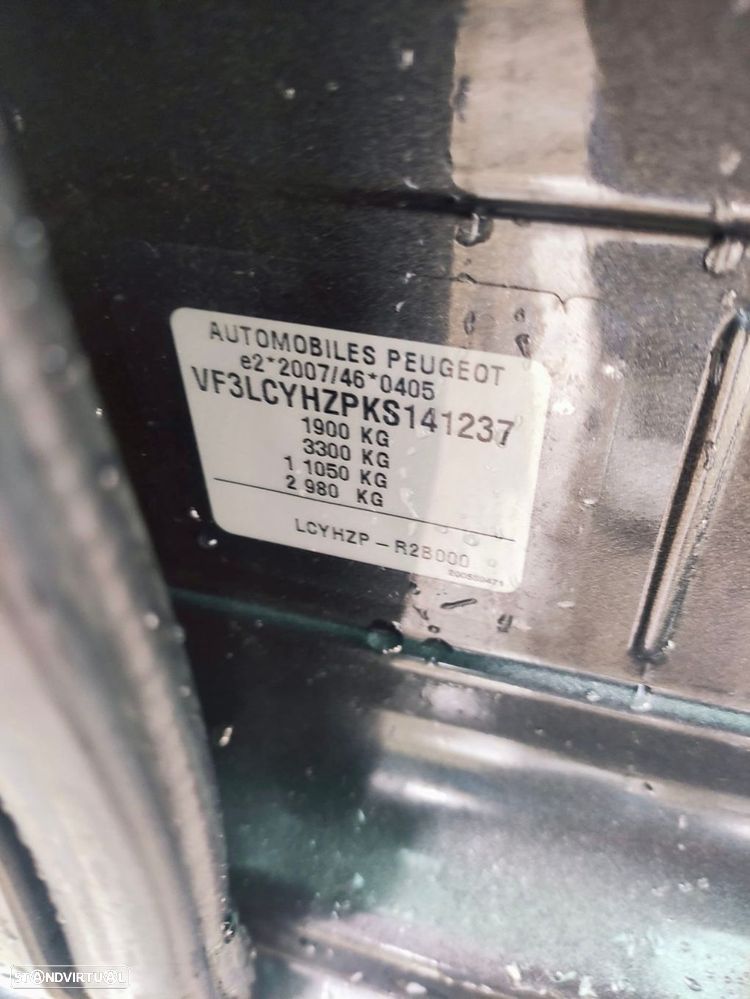 AUTOMOBILES PEUGEOT
e2*2007/46*0405
VF3LCYHZPKS141237
1900 KG
3300 KG
1 1050 KG
2 980 KG
LCYHZP - R2B000
STANDVIRTUAL